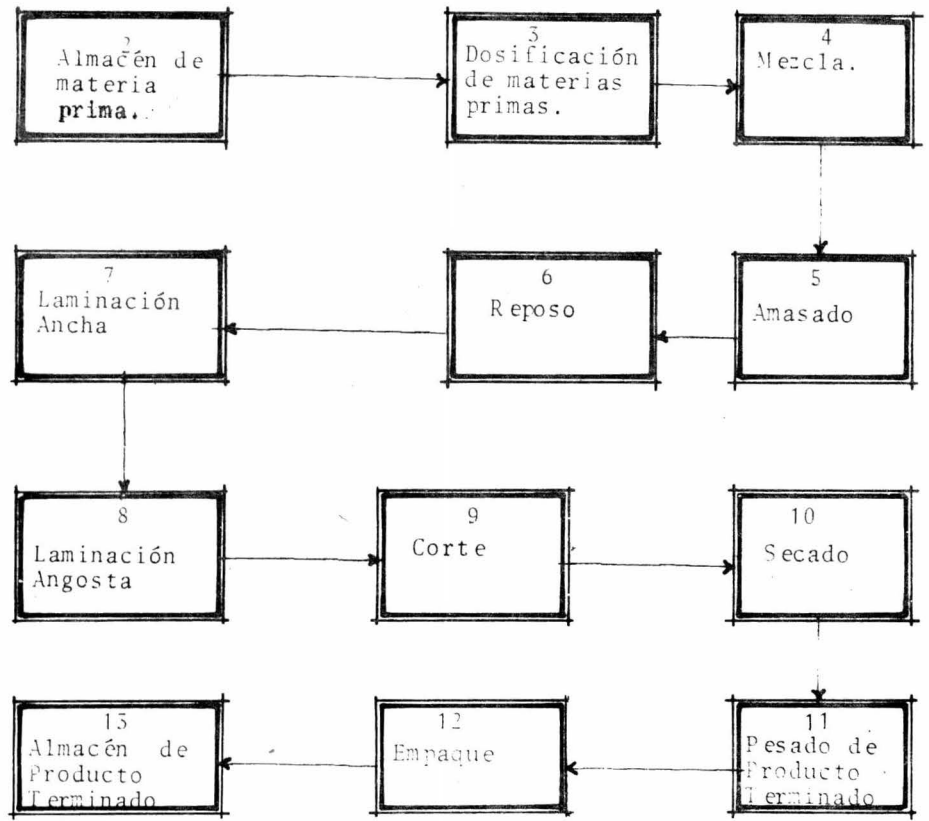 2
Almacén de
materia
prima.
3
Dosificación
de materias
primas.
4
Mezcla.
7
Laminación
Ancha
6
Reposo
5
Amasado
8
Laminación
Angosta
9
Corte
10
Secado
13
Almacén de
Producto
Terminado
12
Empaque
11
Pesado de
Producto
Terminado